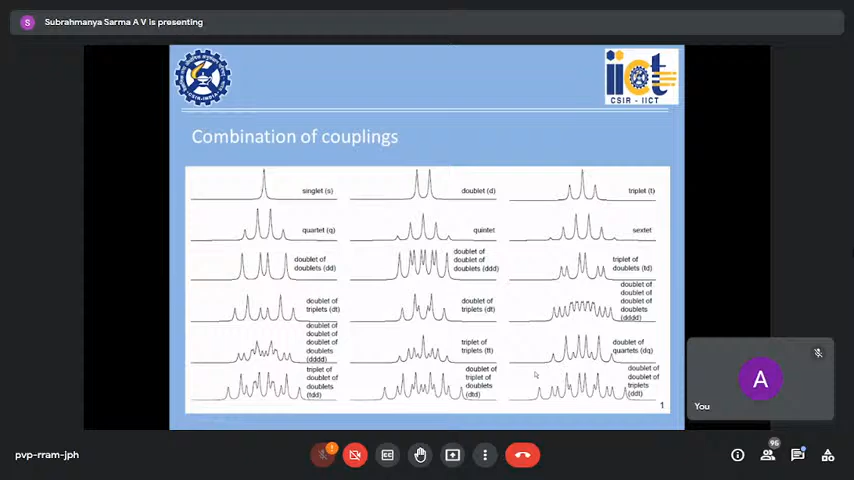 S
Subrahmanya Sarma A V is presenting
iict
CSIR - IICT
Combination of couplings
singlet (s)
doublet (d)
triplet (t)
quartet (q)
quintet
sextet
doublet of
doublets (dd)
doublet of
doublet of
doublets (ddd)
triplet of
doublets (td)
doublet of
triplets (dt)
doublet of
triplets (dt)
doublet of
doublet of
doublet of
doublets
(dddd)
doublet of
doublet of
doublet of
doublets
(dddd)
triplet of
triplets (tt)
doublet of
quartets (dq)
triplet of
doublet of
doublets
(tdd)
doublet of
triplet of
doublets
(dtd)
doublet of
doublet of
triplets
(ddt)
1
A
You
pvp-rram-jph
CC
95